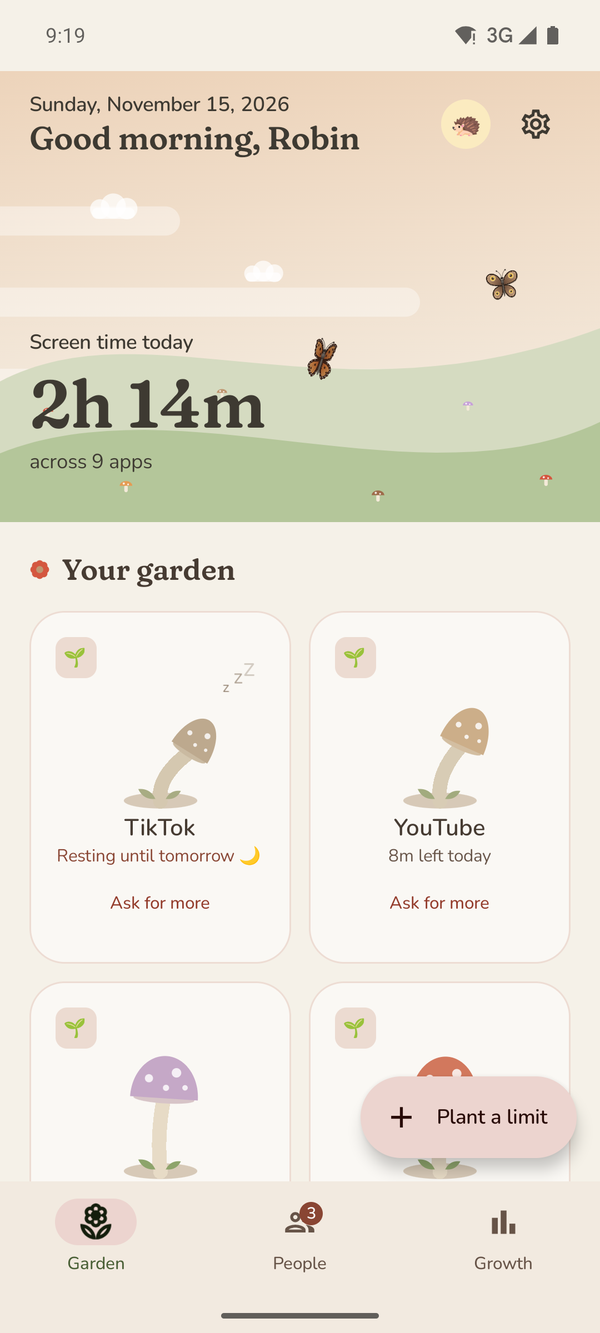 9:19
3G
Sunday, November 15, 2026
Good morning, Robin
Screen time today
2h 14m
across 9 apps
Your garden
z z Z
TikTok
Resting until tomorrow 🌙
Ask for more
YouTube
8m left today
Ask for more
+ Plant a limit
3
Garden
People
Growth